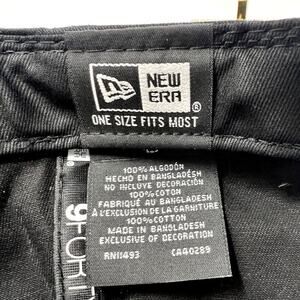 NEW
ERA
®
ONE SIZE FITS MOST
100% ALGODÓN
HECHO EN BANGLADÉSH
NO INCLUYE DECORACIÓN
100% COTON
FABRIQUÉ AU BANGLADESH
À L'EXCLUSION DE LA GARNITURE
100% COTTON
MADE IN BANGLADESH
EXCLUSIVE OF DECORATION
RN11493 CA40289
9FORTY